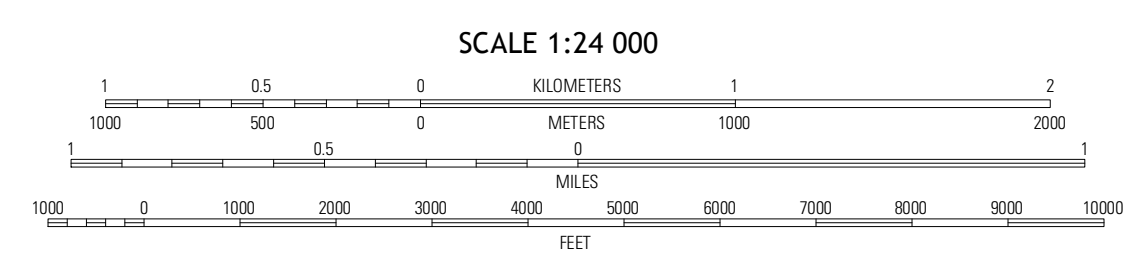 SCALE 1:24 000
1 0.5 0 KILOMETERS 1 2
1000 500 0 METERS 1000 2000
1 0.5 0 1
MILES
1000 0 1000 2000 3000 4000 5000 6000 7000 8000 9000 10000
FEET